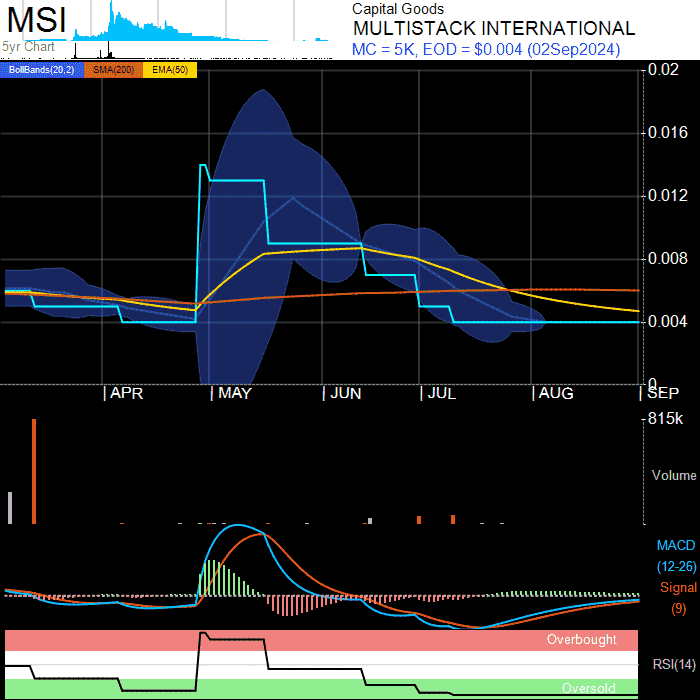 MSI
5yr Chart
Capital Goods
MULTISTACK INTERNATIONAL
MC = 5K, EOD = $0.004 (02Sep2024)
BollBands(20,2) SMA(200) EMA(50)
0.02
0.016
0.012
0.008
0.004
0
APR MAY JUN JUL AUG SEP
815k
Volume
MACD
(12-26)
Signal
(9)
Overbought
RSI(14)
Oversold